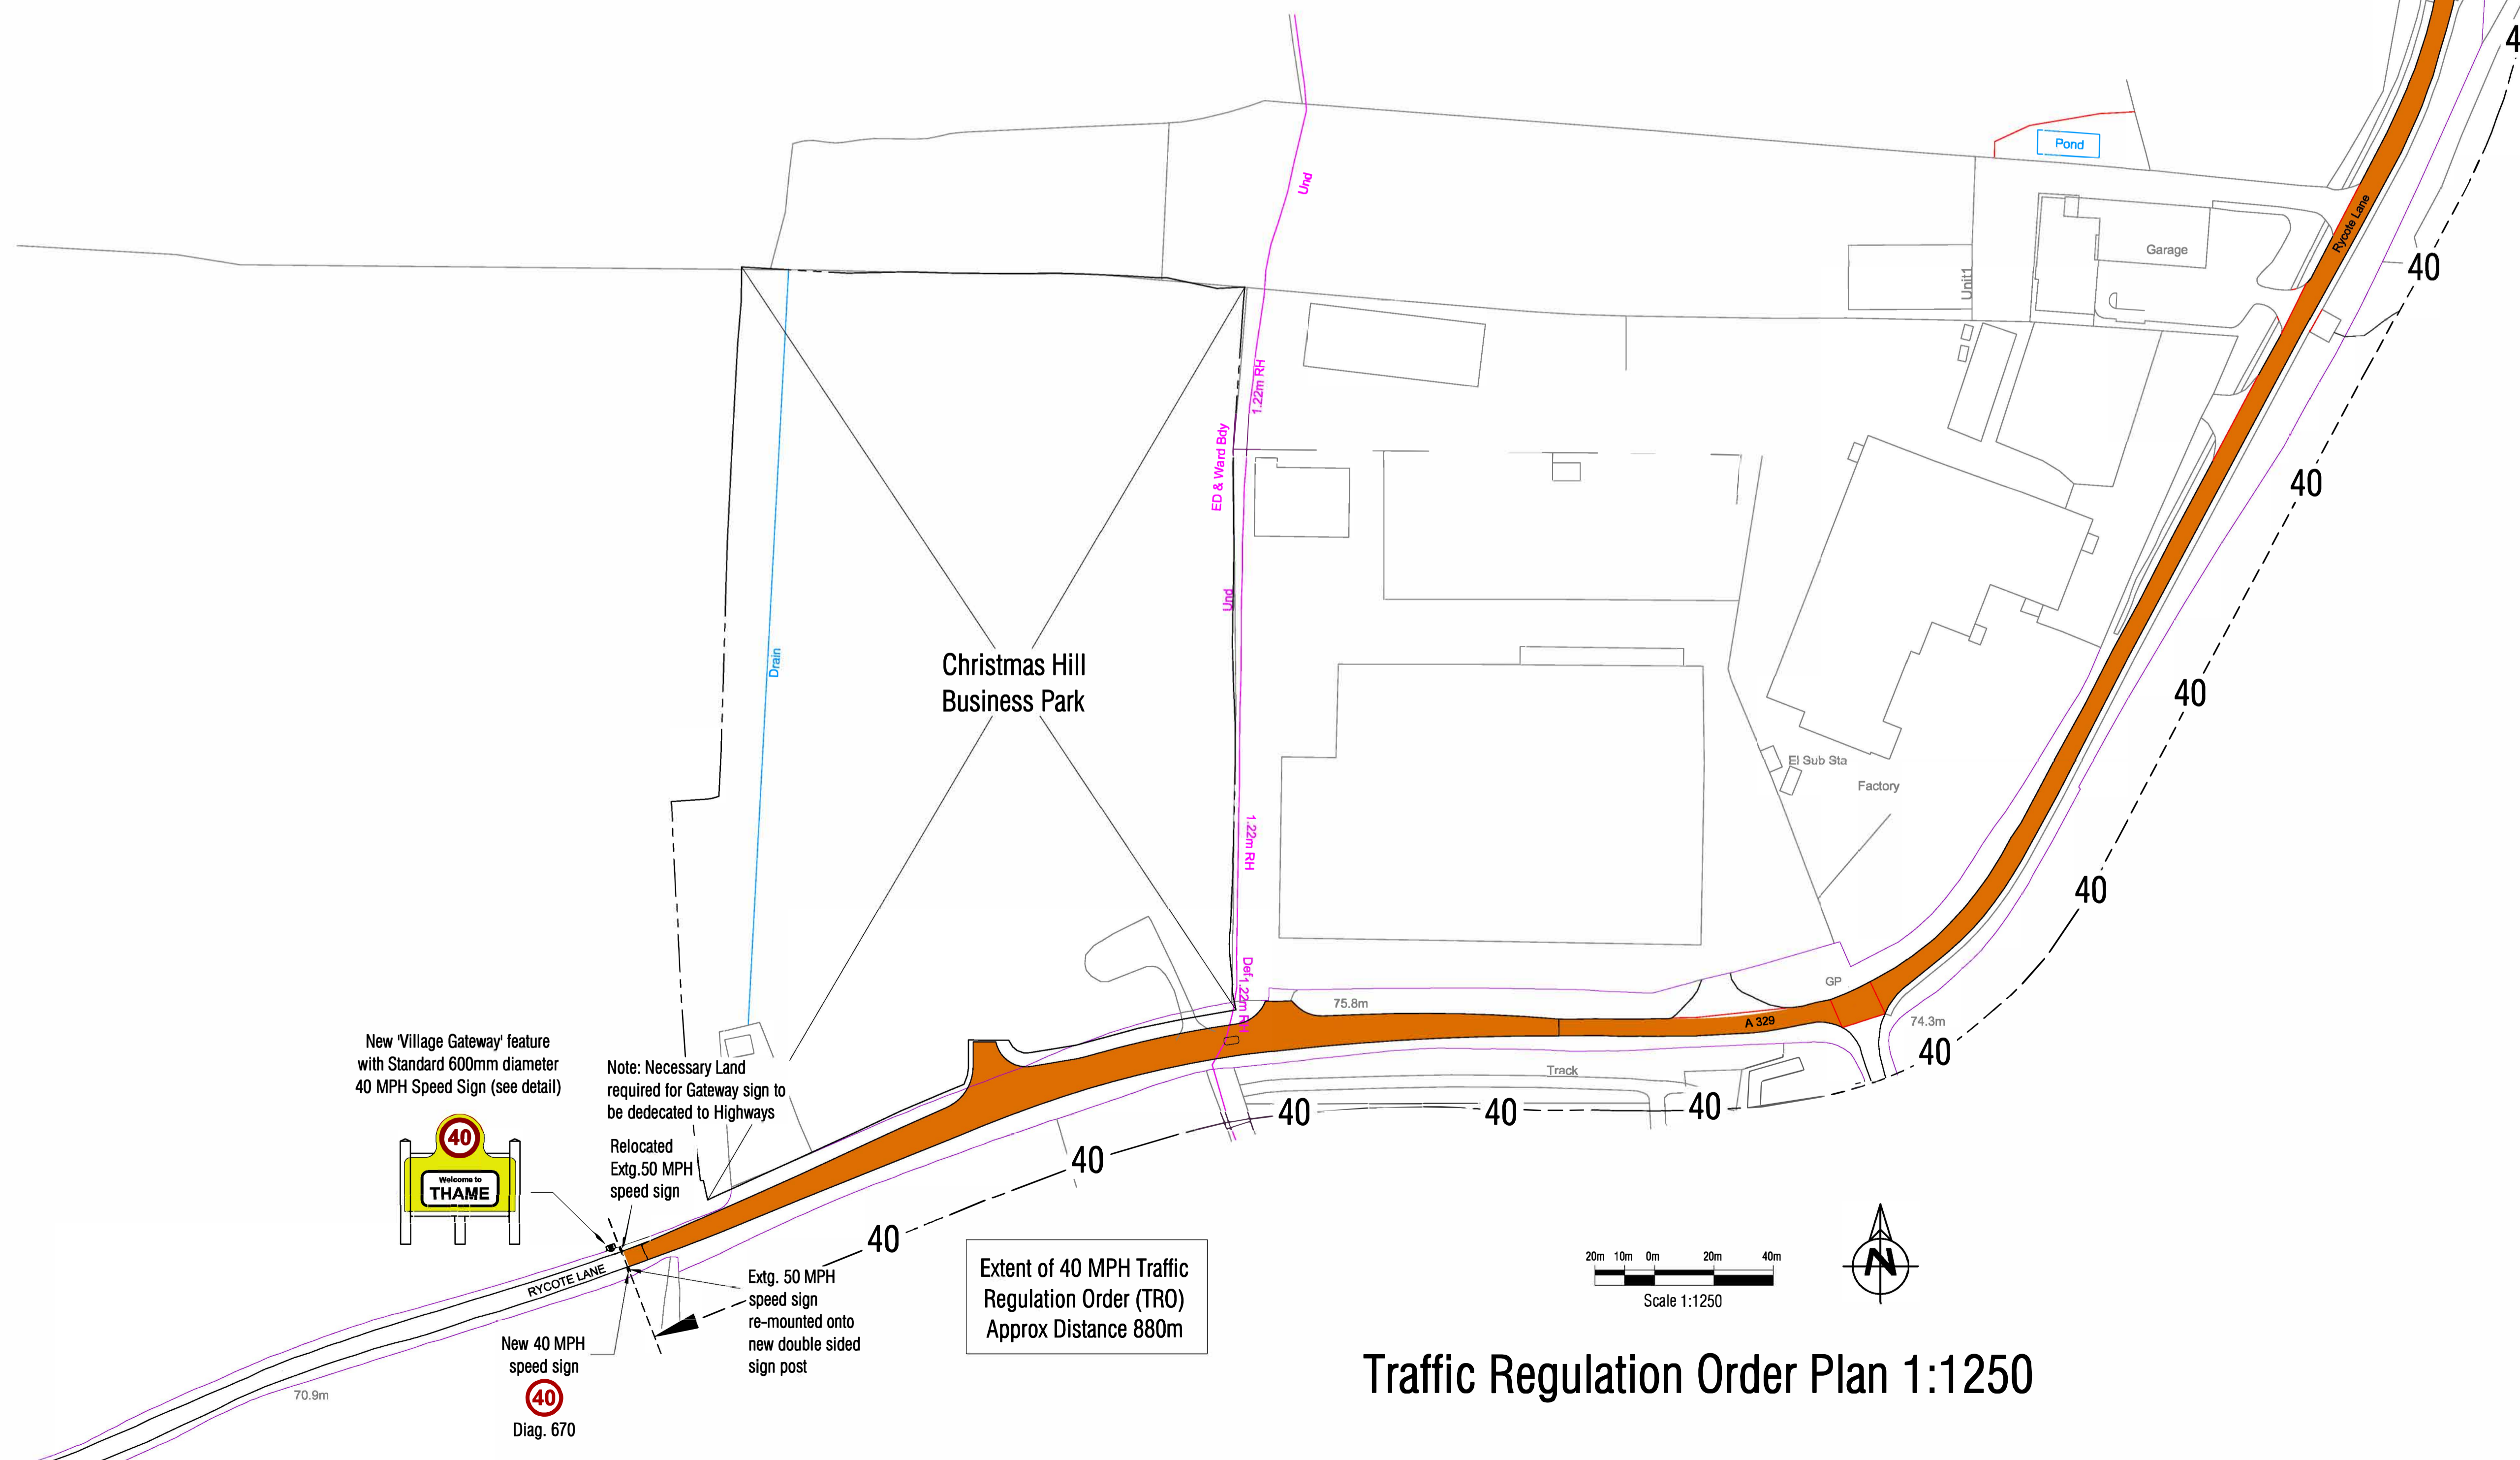 4
Pond
Und
Rycote Lane
Garage
40
Unit1
1.22m RH
ED & Ward Bdy
40
Und
Drain
Christmas Hill
Business Park
40
El Sub Sta
Factory
1.22m RH
40
Def
1.22m RH
GP
75.8m
A 329
74.3m
40
Track
New 'Village Gateway' feature
with Standard 600mm diameter
40 MPH Speed Sign (see detail)
Note: Necessary Land
required for Gateway sign to
be dedecated to Highways
40
40
40
40
Welcome to
THAME
Relocated
Extg.50 MPH
speed sign
40
40
RYCOTE LANE
Extg. 50 MPH
speed sign
re-mounted onto
new double sided
sign post
Extent of 40 MPH Traffic
Regulation Order (TRO)
Approx Distance 880m
20m 10m 0m 20m 40m
Scale 1:1250
N
New 40 MPH
speed sign
40
Diag. 670
70.9m
Traffic Regulation Order Plan 1:1250